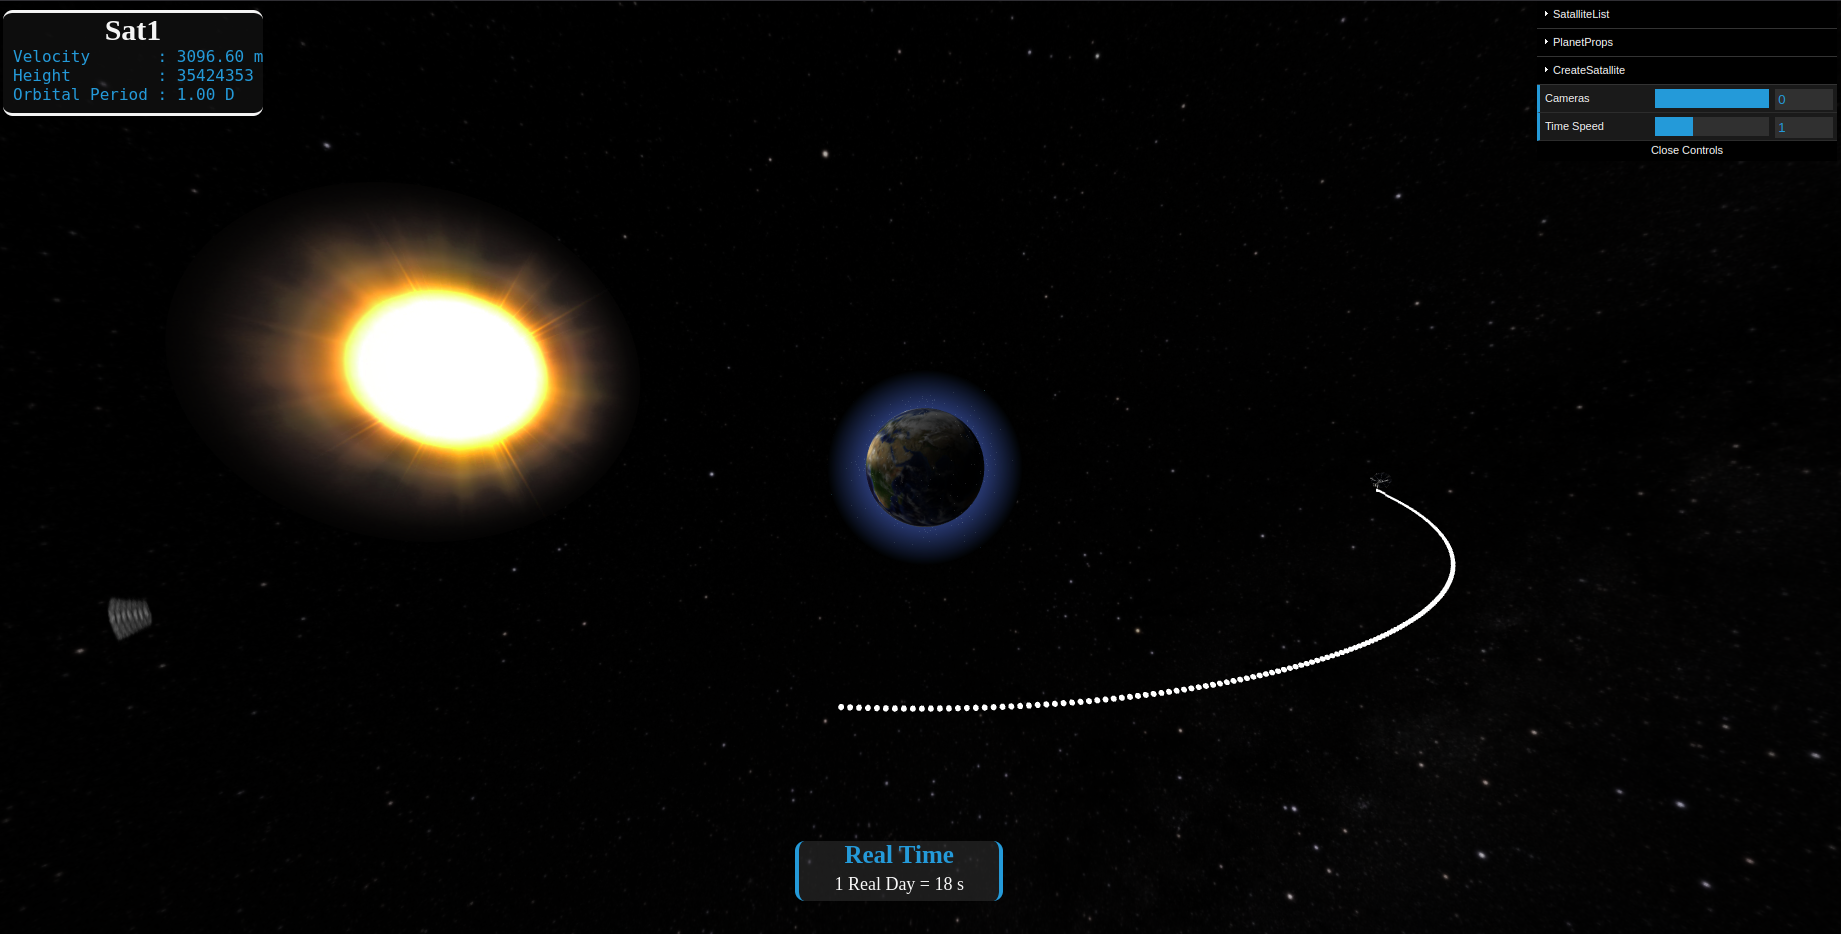 Sat1
Velocity : 3096.60 m
Height : 35424353
Orbital Period : 1.00 D
SatalliteList
PlanetProps
CreateSatallite
Cameras 0
Time Speed 1
Close Controls
Real Time
1 Real Day = 18 s